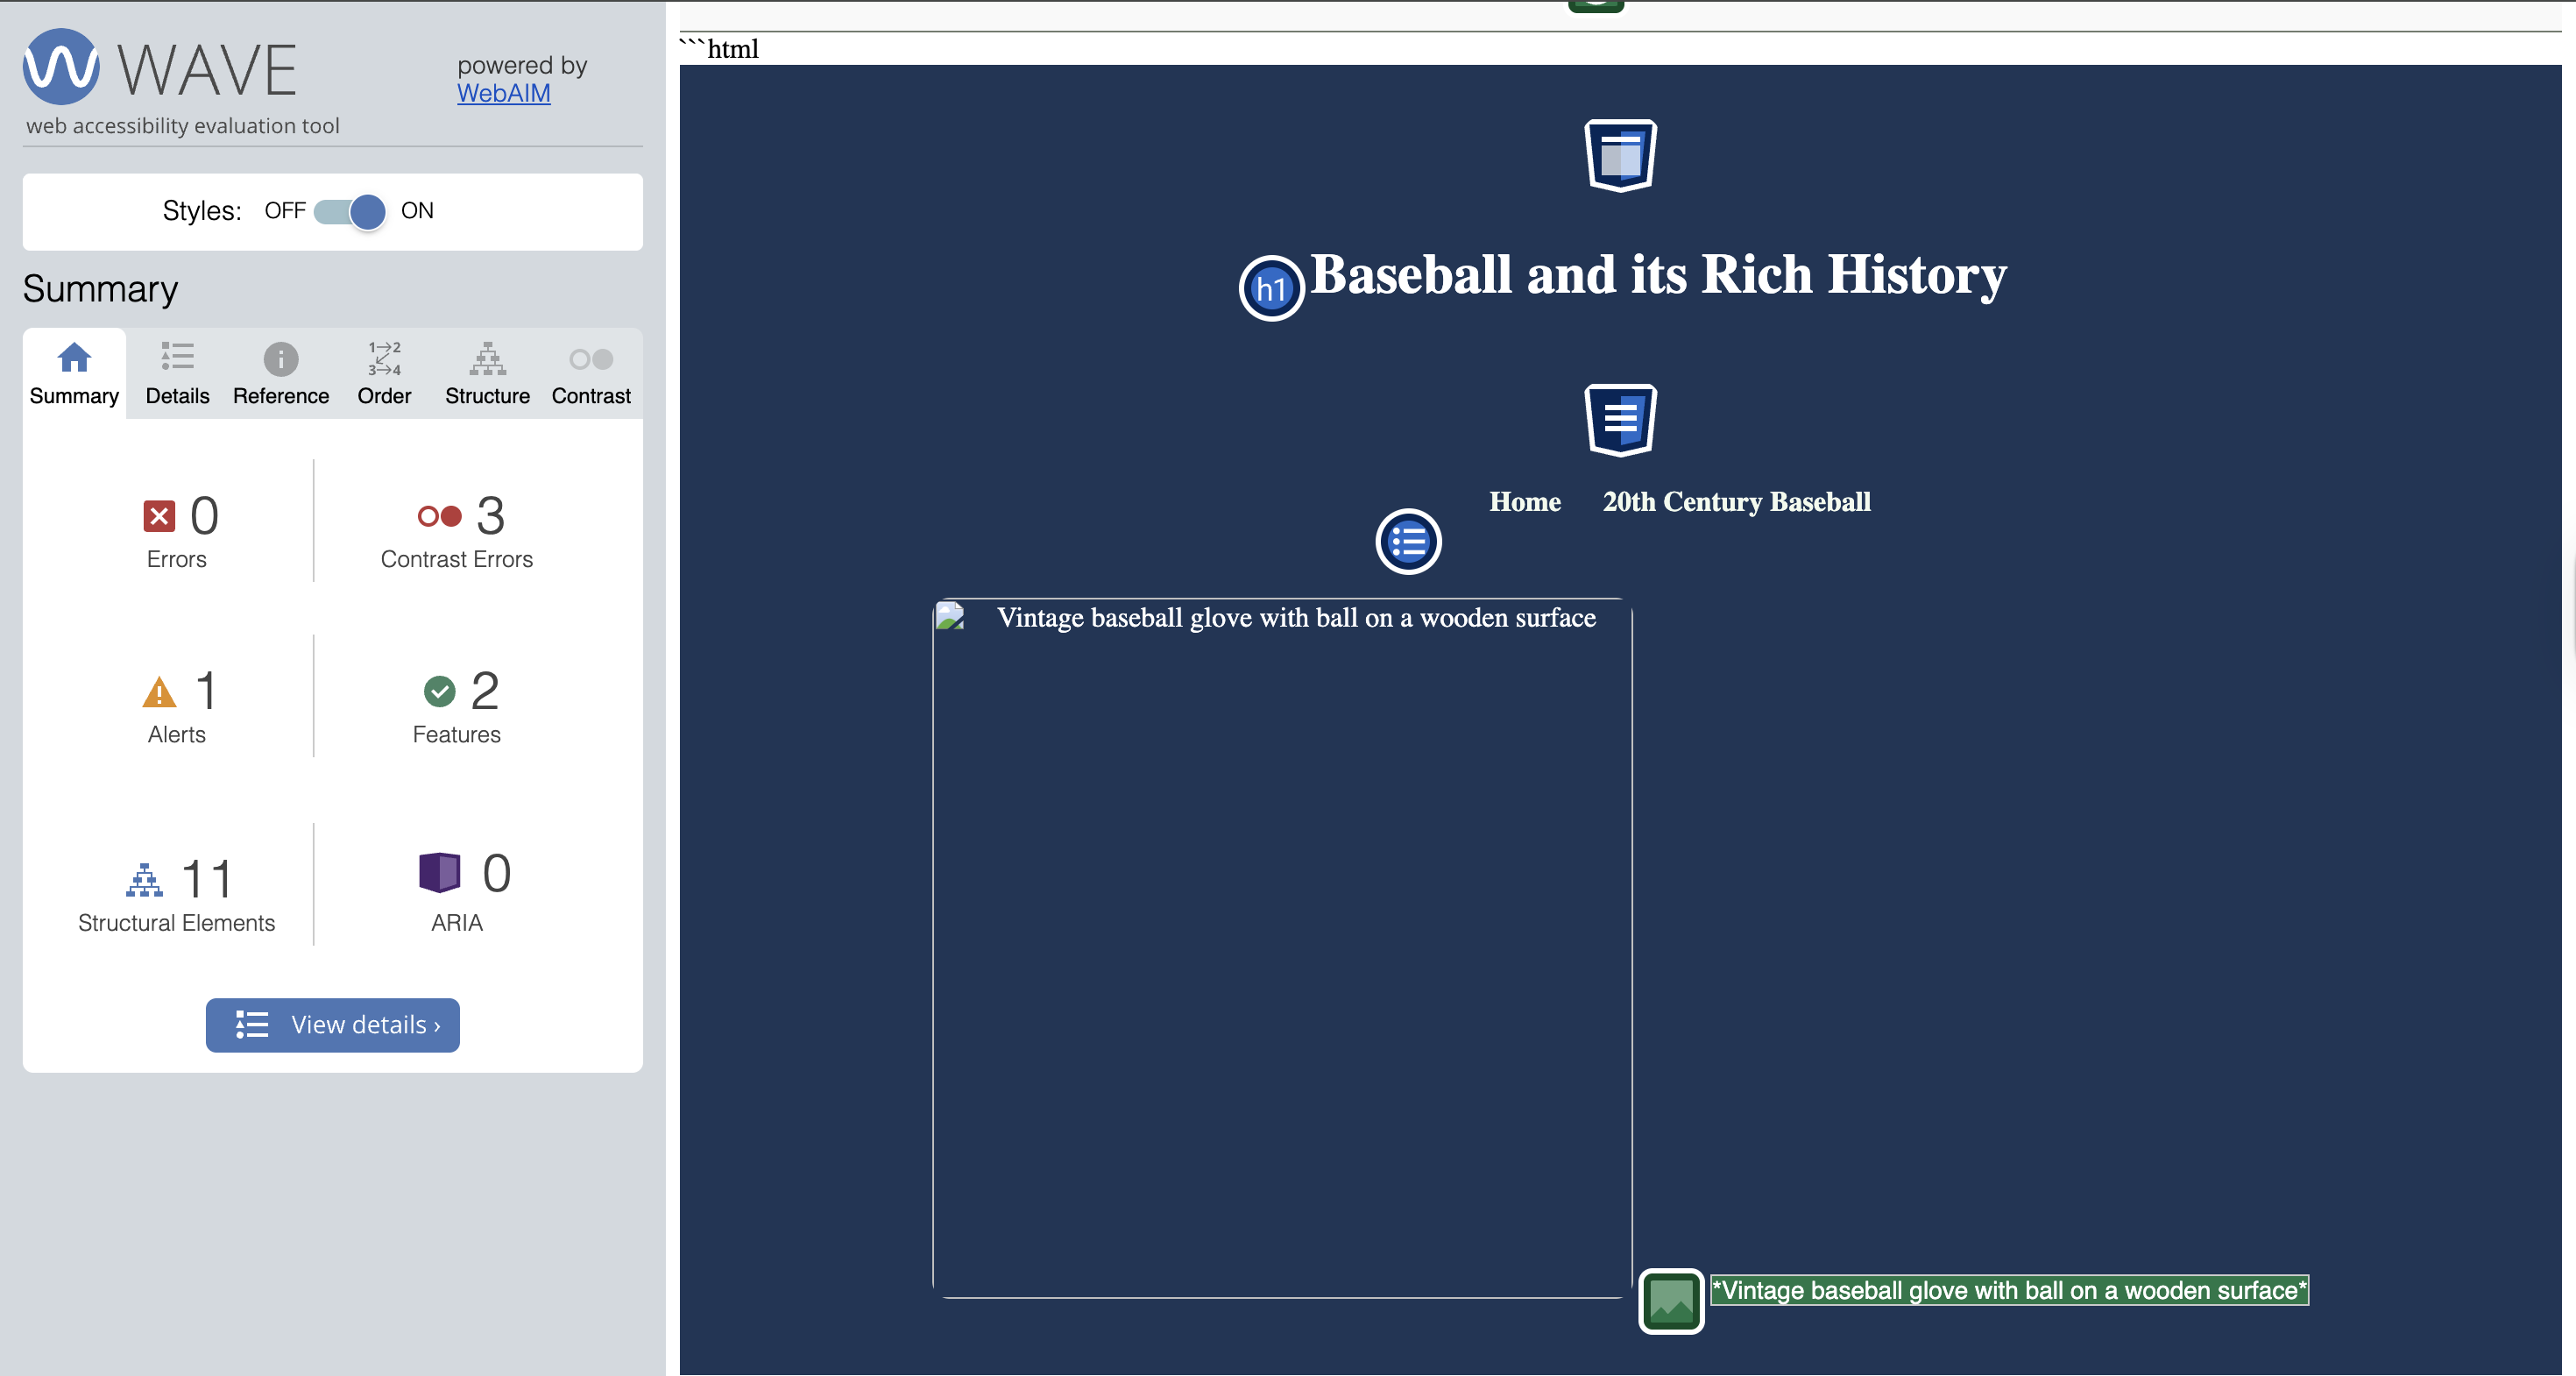 WAVE
powered by
WebAIM
web accessibility evaluation tool
Styles: OFF ON
Summary
Summary
Details
Reference
1→2
3→4
Order
Structure
Contrast
0
Errors
3
Contrast Errors
1
Alerts
2
Features
11
Structural Elements
0
ARIA
View details ›
```html
h1
Baseball and its Rich History
Home
20th Century Baseball
Vintage baseball glove with ball on a wooden surface
*Vintage baseball glove with ball on a wooden surface*